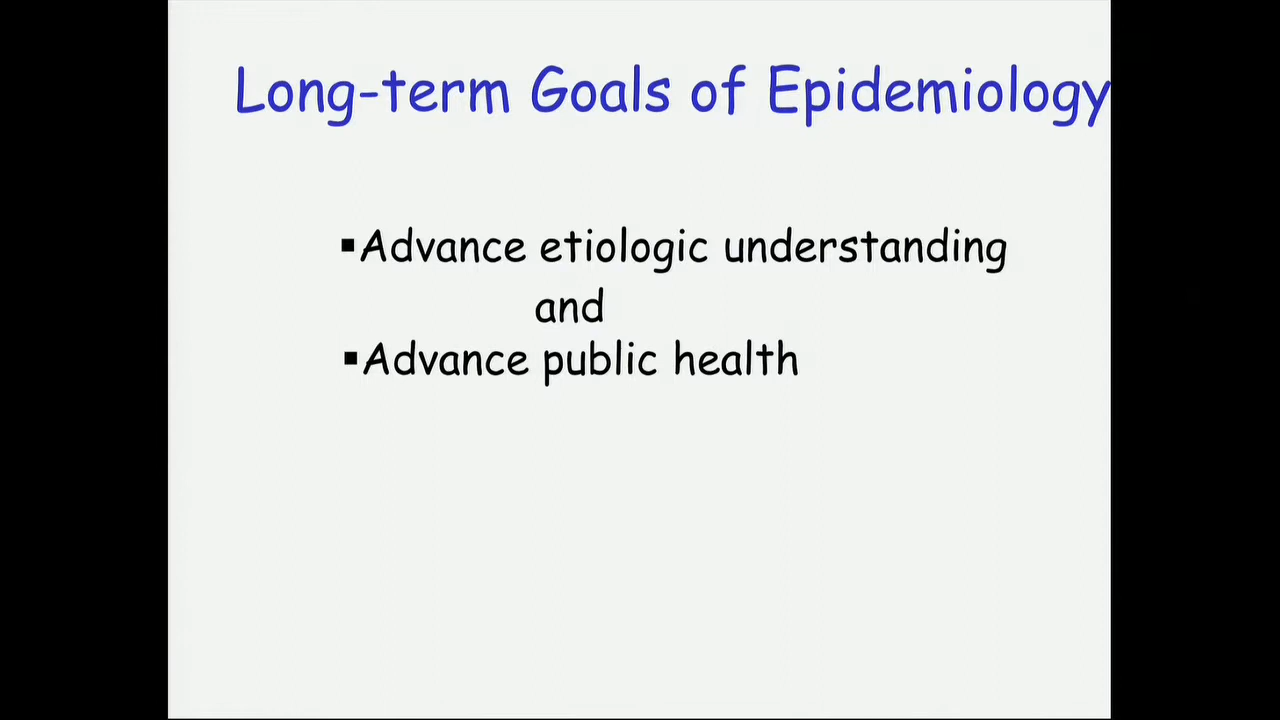 Long-term Goals of Epidemiology
▪Advance etiologic understanding
and
▪Advance public health